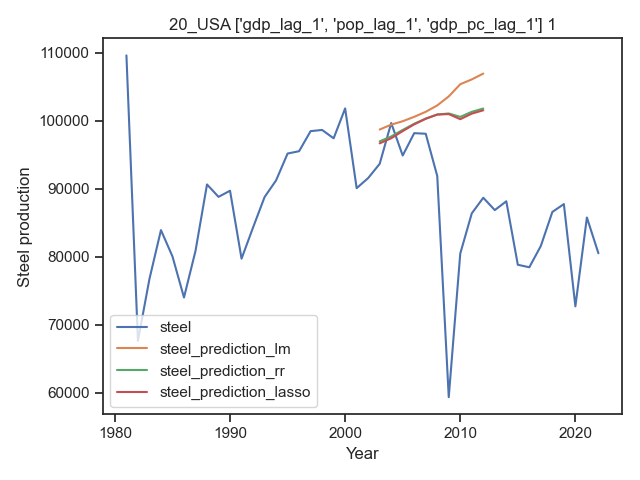 20_USA ['gdp_lag_1', 'pop_lag_1', 'gdp_pc_lag_1'] 1
110000
100000
90000
80000
70000
60000
Steel production
steel
steel_prediction_lm
steel_prediction_rr
steel_prediction_lasso
1980
1990
2000
2010
2020
Year